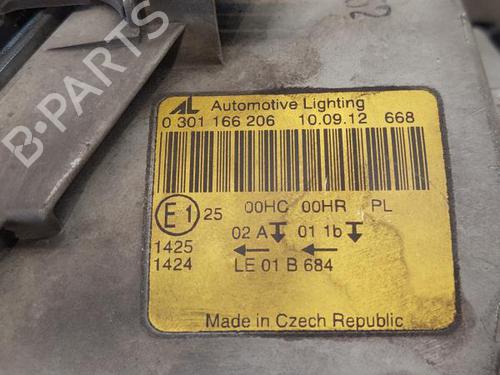 B-PARTS
AL Automotive Lighting
0 301 166 206 10.09.12 668
E1 25 00HC 00HR PL
02 A 01 1b
1425
1424 LE 01 B 684
Made in Czech Republic